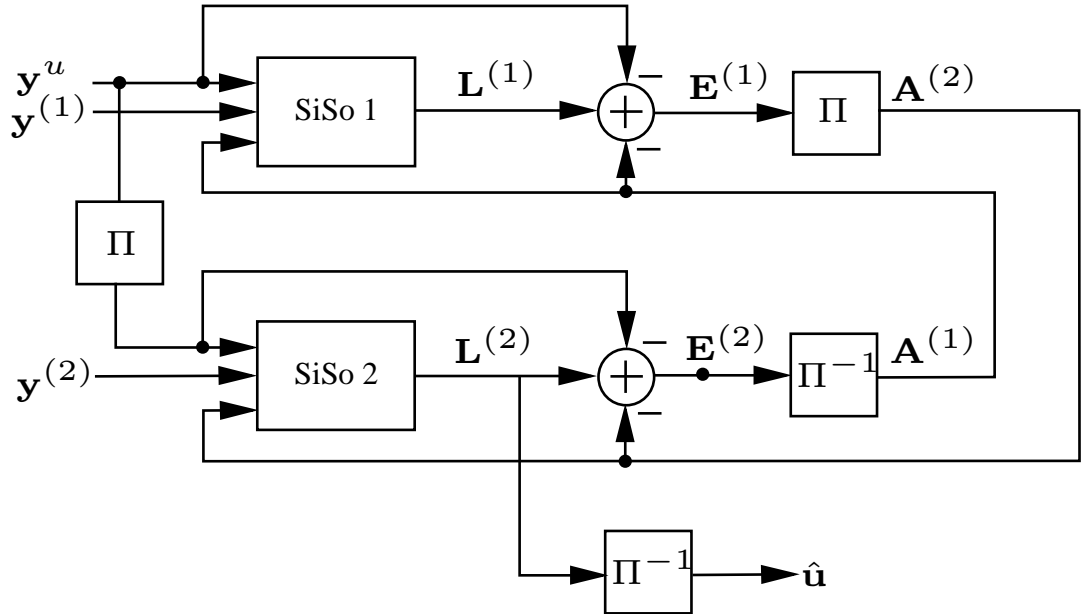 y^u
y^(1)
SiSo 1
L^(1)
−
+
−
E^(1)
Π
A^(2)
Π
y^(2)
SiSo 2
L^(2)
−
+
−
E^(2)
Π^−1
A^(1)
Π^−1
û